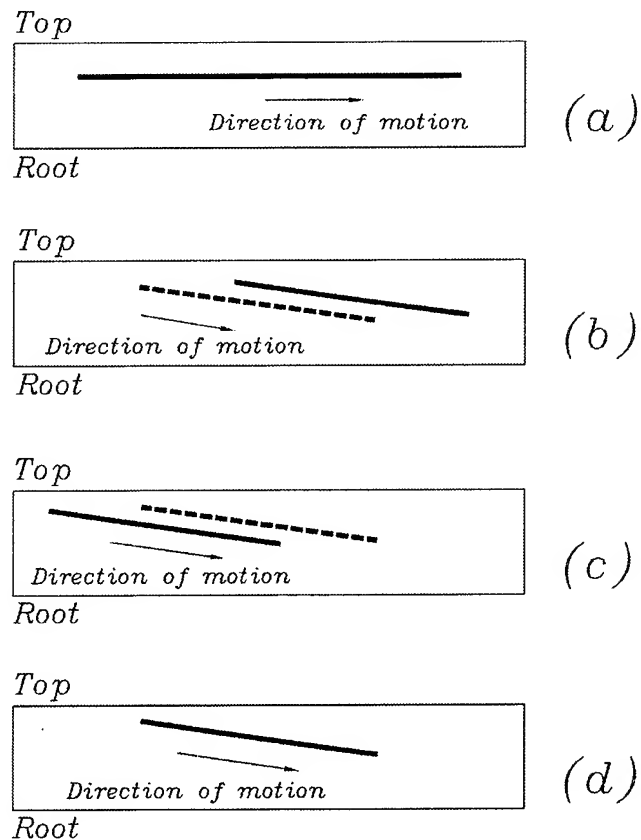 Top
Direction of motion
(a)
Root
Top
Direction of motion
(b)
Root
Top
Direction of motion
(c)
Root
Top
Direction of motion
(d)
Root